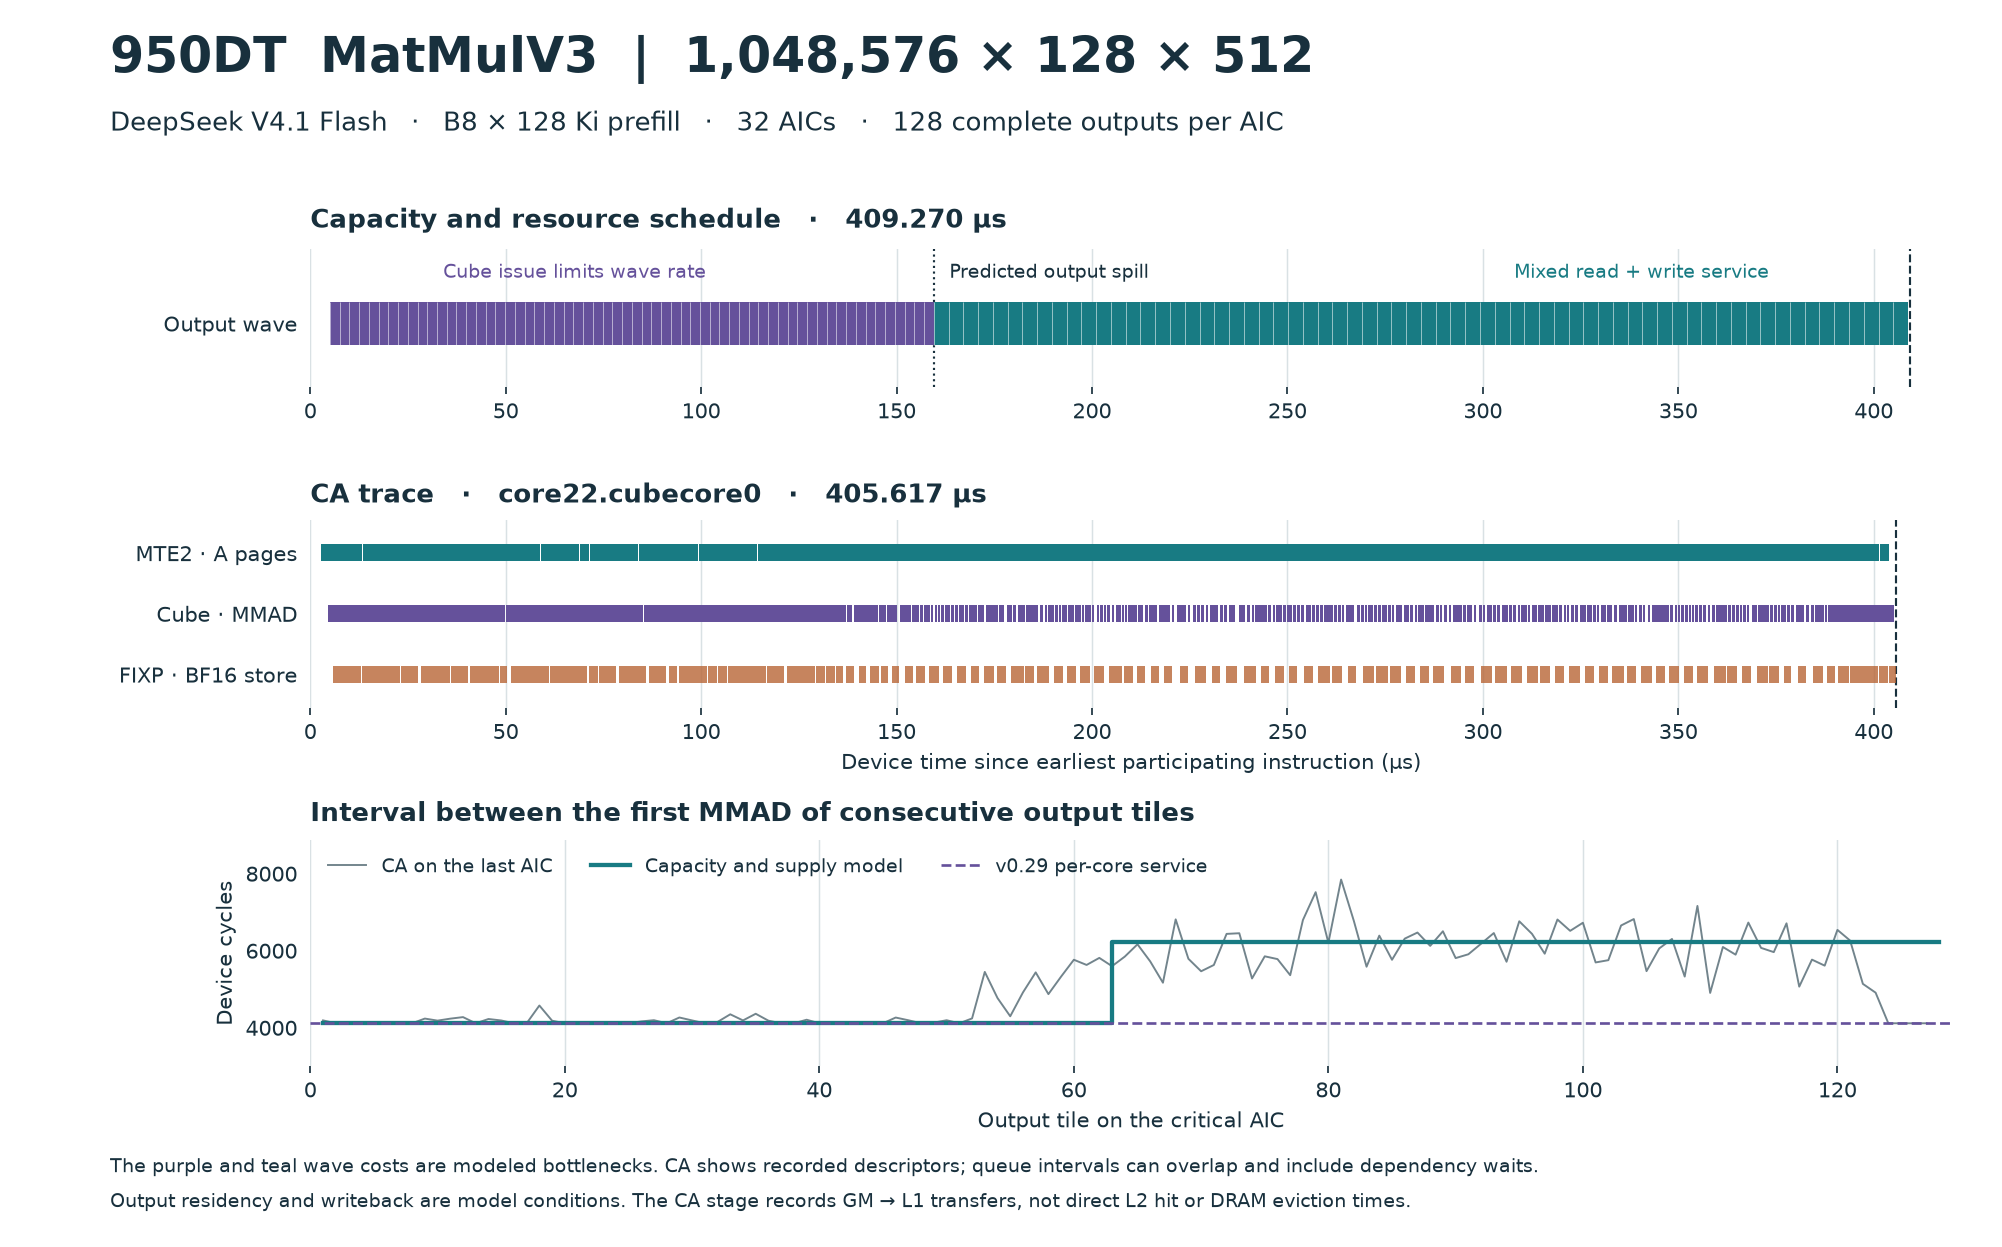 950DT MatMulV3 | 1,048,576 × 128 × 512
DeepSeek V4.1 Flash · B8 × 128 Ki prefill · 32 AICs · 128 complete outputs per AIC
Capacity and resource schedule · 409.270 µs
Cube issue limits wave rate
Predicted output spill
Mixed read + write service
Output wave
0 50 100 150 200 250 300 350 400
CA trace · core22.cubecore0 · 405.617 µs
MTE2 · A pages
Cube · MMAD
FIXP · BF16 store
0 50 100 150 200 250 300 350 400
Device time since earliest participating instruction (µs)
Interval between the first MMAD of consecutive output tiles
CA on the last AIC
Capacity and supply model
v0.29 per-core service
Device cycles
8000
6000
4000
0 20 40 60 80 100 120
Output tile on the critical AIC
The purple and teal wave costs are modeled bottlenecks. CA shows recorded descriptors; queue intervals can overlap and include dependency waits.
Output residency and writeback are model conditions. The CA stage records GM → L1 transfers, not direct L2 hit or DRAM eviction times.